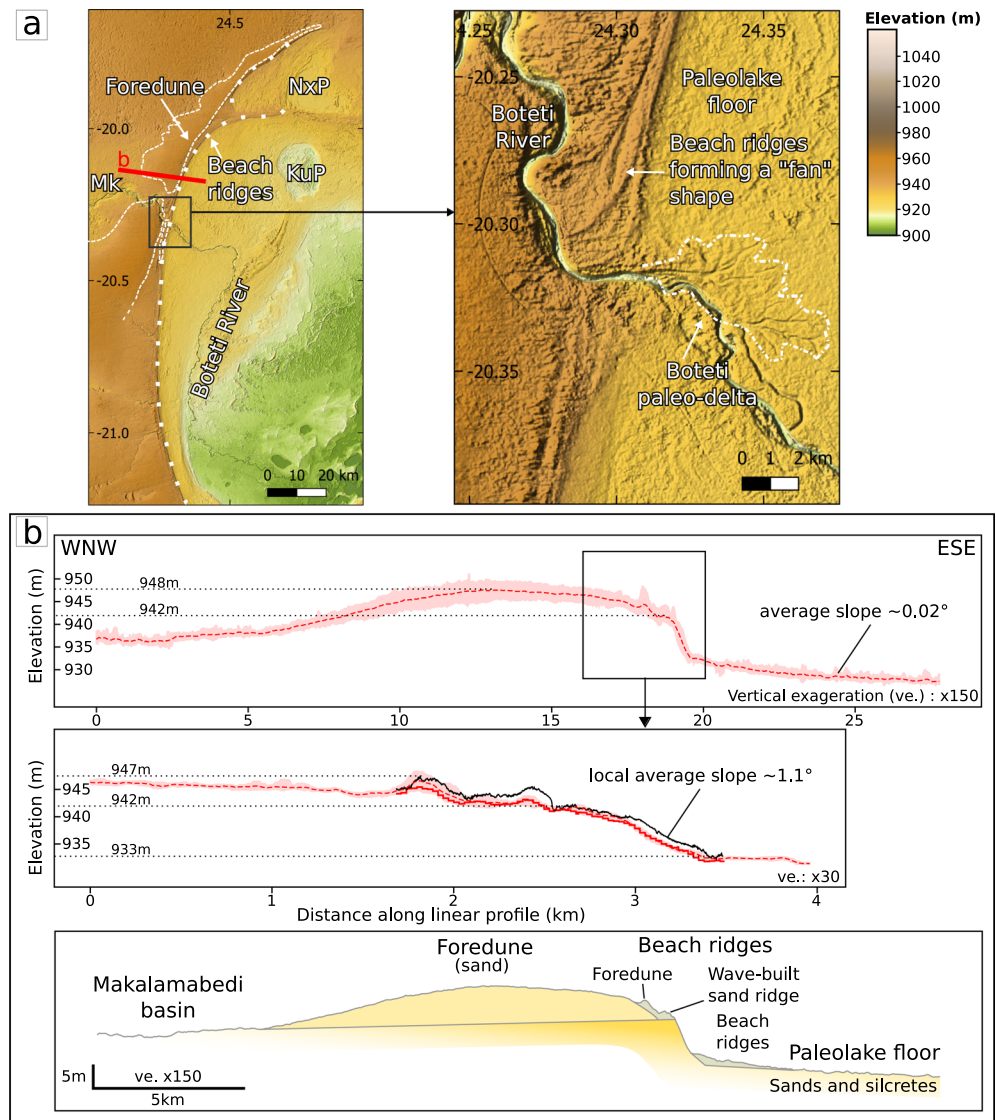 a
24.5
Foredune
NxP
-20.0
b
Beach
ridges
KuP
Mk
-20.5
Boteti River
-21.0
0 10 20 km
24.25
24.30
24.35
-20.25
Paleolake
floor
Boteti
River
Beach ridges
forming a "fan"
shape
-20.30
-20.35
Boteti
paleo-delta
0 1 2 km
Elevation (m)
1040
1020
1000
980
960
940
920
900
b
WNW
ESE
Elevation (m)
950
945
940
935
930
948m
942m
average slope ~0.02°
Vertical exageration (ve.) : x150
0 5 10 15 20 25
Elevation (m)
945
940
935
947m
942m
933m
local average slope ~1.1°
ve.: x30
0 1 2 3 4
Distance along linear profile (km)
Foredune
(sand)
Beach ridges
Foredune
Wave-built
sand ridge
Makalamabedi
basin
Beach
ridges
Paleolake floor
Sands and silcretes
5m
ve. x150
5km